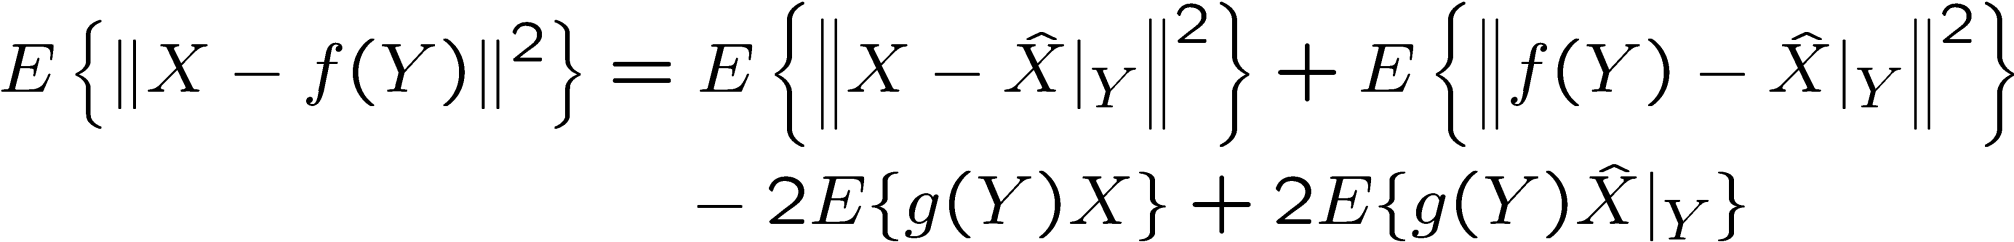 E {‖X − f(Y)‖²} = E {‖X − X̂|_Y‖²} + E {‖f(Y) − X̂|_Y‖²}
− 2E{g(Y)X} + 2E{g(Y)X̂|_Y}